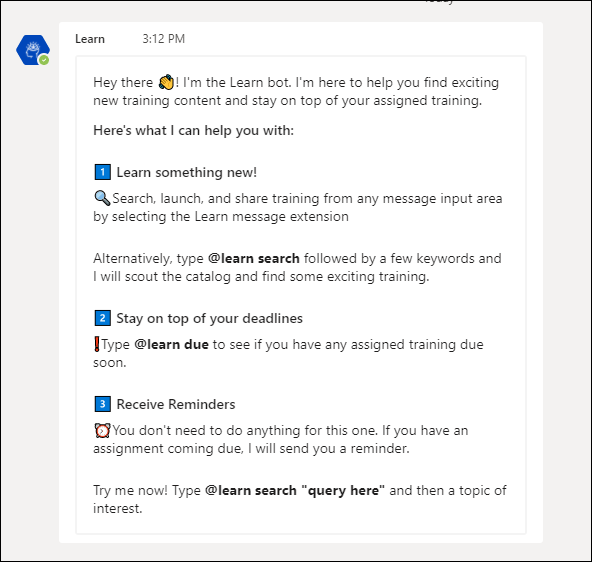 Today
Learn 3:12 PM
Hey there 👏! I'm the Learn bot. I'm here to help you find exciting
new training content and stay on top of your assigned training.
Here's what I can help you with:
1 Learn something new!
🔍Search, launch, and share training from any message input area
by selecting the Learn message extension
Alternatively, type @learn search followed by a few keywords and
I will scout the catalog and find some exciting training.
2 Stay on top of your deadlines
❗Type @learn due to see if you have any assigned training due
soon.
3 Receive Reminders
⏰You don't need to do anything for this one. If you have an
assignment coming due, I will send you a reminder.
Try me now! Type @learn search "query here" and then a topic of
interest.